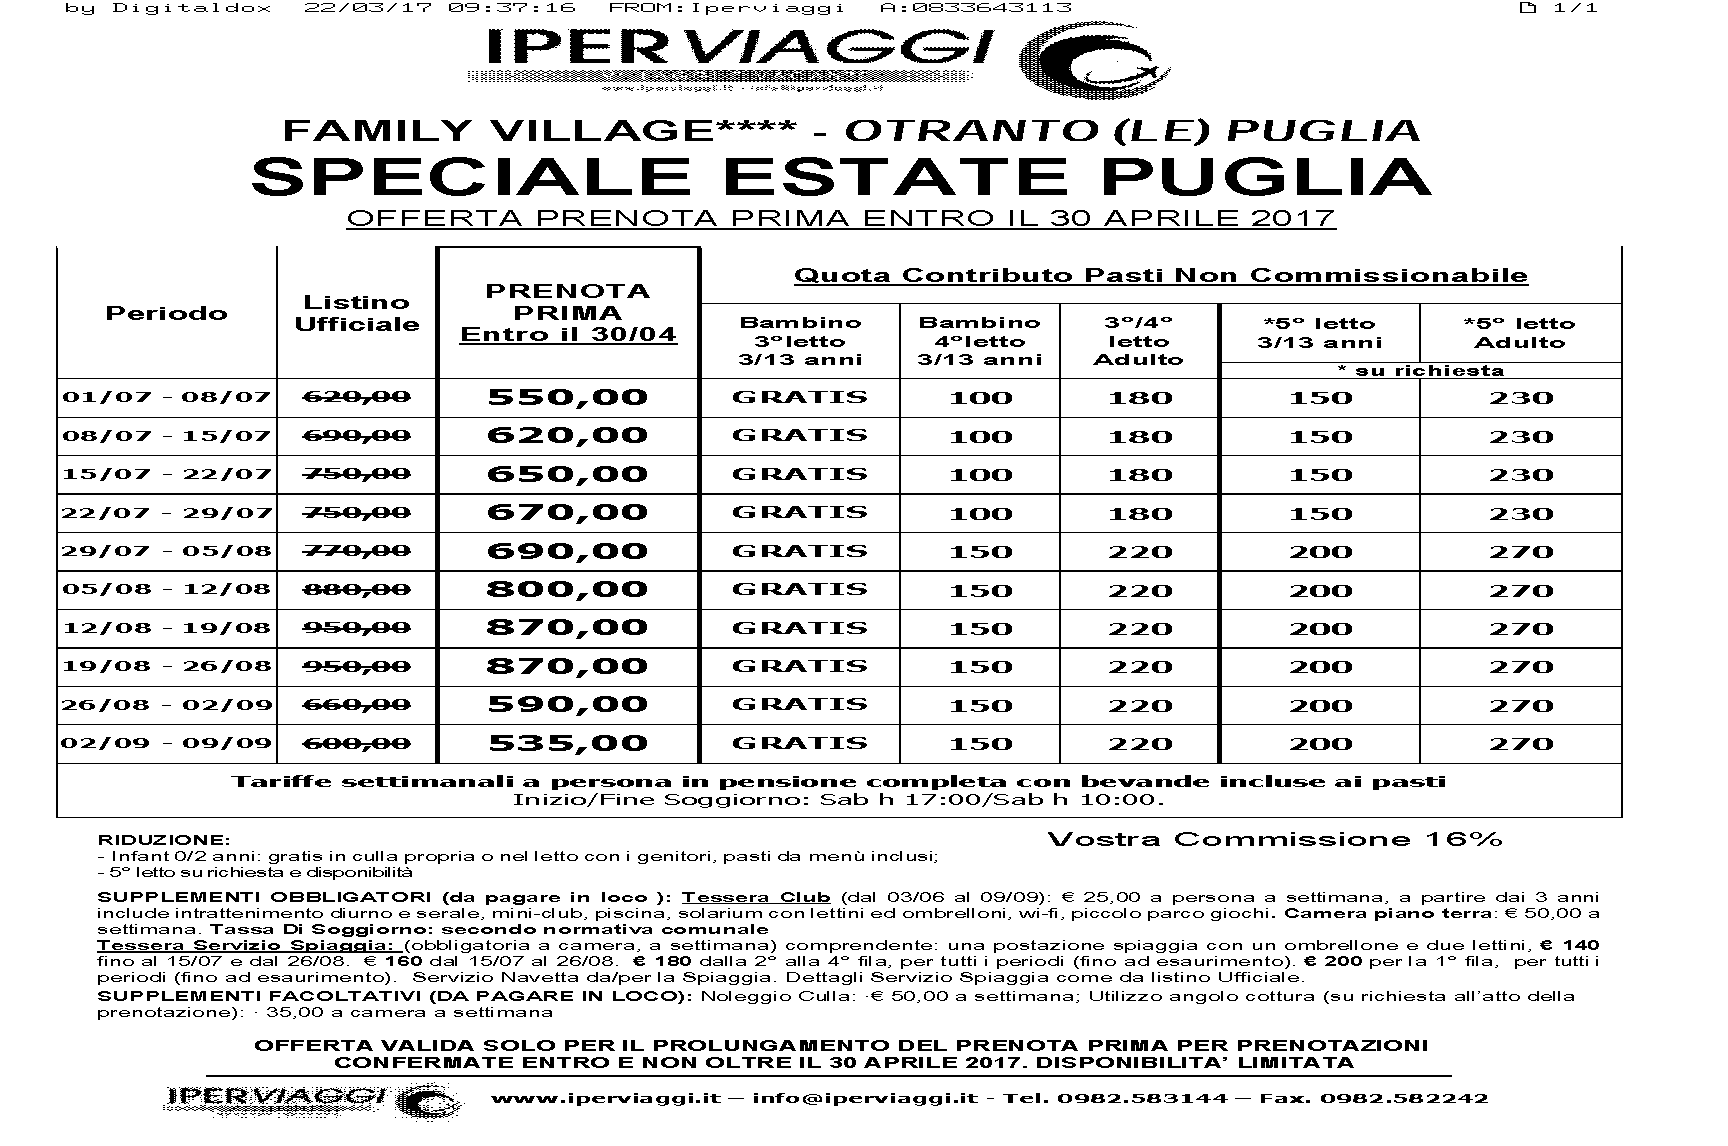 by Digitaldox 22/03/17 09:37:16 FROM:Iperviaggi A:0833643113 1/1
IPERVIAGGI
www.iperviaggi.it - info@iperviaggi.it
FAMILY VILLAGE**** - OTRANTO (LE) PUGLIA
SPECIALE ESTATE PUGLIA
OFFERTA PRENOTA PRIMA ENTRO IL 30 APRILE 2017
Periodo Listino Ufficiale PRENOTA PRIMA Entro il 30/04 Quota Contributo Pasti Non Commissionabile
Bambino 3°letto 3/13 anni Bambino 4°letto 3/13 anni 3°/4° letto Adulto *5° letto 3/13 anni *5° letto Adulto
* su richiesta
01/07 - 08/07 620,00 550,00 GRATIS 100 180 150 230
08/07 - 15/07 690,00 620,00 GRATIS 100 180 150 230
15/07 - 22/07 750,00 650,00 GRATIS 100 180 150 230
22/07 - 29/07 750,00 670,00 GRATIS 100 180 150 230
29/07 - 05/08 770,00 690,00 GRATIS 150 220 200 270
05/08 - 12/08 880,00 800,00 GRATIS 150 220 200 270
12/08 - 19/08 950,00 870,00 GRATIS 150 220 200 270
19/08 - 26/08 950,00 870,00 GRATIS 150 220 200 270
26/08 - 02/09 660,00 590,00 GRATIS 150 220 200 270
02/09 - 09/09 600,00 535,00 GRATIS 150 220 200 270
Tariffe settimanali a persona in pensione completa con bevande incluse ai pasti
Inizio/Fine Soggiorno: Sab h 17:00/Sab h 10:00.
RIDUZIONE: Vostra Commissione 16%
- Infant 0/2 anni: gratis in culla propria o nel letto con i genitori, pasti da menù inclusi;
- 5° letto su richiesta e disponibilità
SUPPLEMENTI OBBLIGATORI (da pagare in loco ): Tessera Club (dal 03/06 al 09/09): € 25,00 a persona a settimana, a partire dai 3 anni
include intrattenimento diurno e serale, mini-club, piscina, solarium con lettini ed ombrelloni, wi-fi, piccolo parco giochi. Camera piano terra: € 50,00 a
settimana. Tassa Di Soggiorno: secondo normativa comunale
Tessera Servizio Spiaggia: (obbligatoria a camera, a settimana) comprendente: una postazione spiaggia con un ombrellone e due lettini, € 140
fino al 15/07 e dal 26/08. € 160 dal 15/07 al 26/08. € 180 dalla 2° alla 4° fila, per tutti i periodi (fino ad esaurimento). € 200 per la 1° fila, per tutti i
periodi (fino ad esaurimento). Servizio Navetta da/per la Spiaggia. Dettagli Servizio Spiaggia come da listino Ufficiale.
SUPPLEMENTI FACOLTATIVI (DA PAGARE IN LOCO): Noleggio Culla: ·€ 50,00 a settimana; Utilizzo angolo cottura (su richiesta all'atto della
prenotazione): · 35,00 a camera a settimana
OFFERTA VALIDA SOLO PER IL PROLUNGAMENTO DEL PRENOTA PRIMA PER PRENOTAZIONI
CONFERMATE ENTRO E NON OLTRE IL 30 APRILE 2017. DISPONIBILITA' LIMITATA
IPERVIAGGI www.iperviaggi.it – info@iperviaggi.it - Tel. 0982.583144 – Fax. 0982.582242